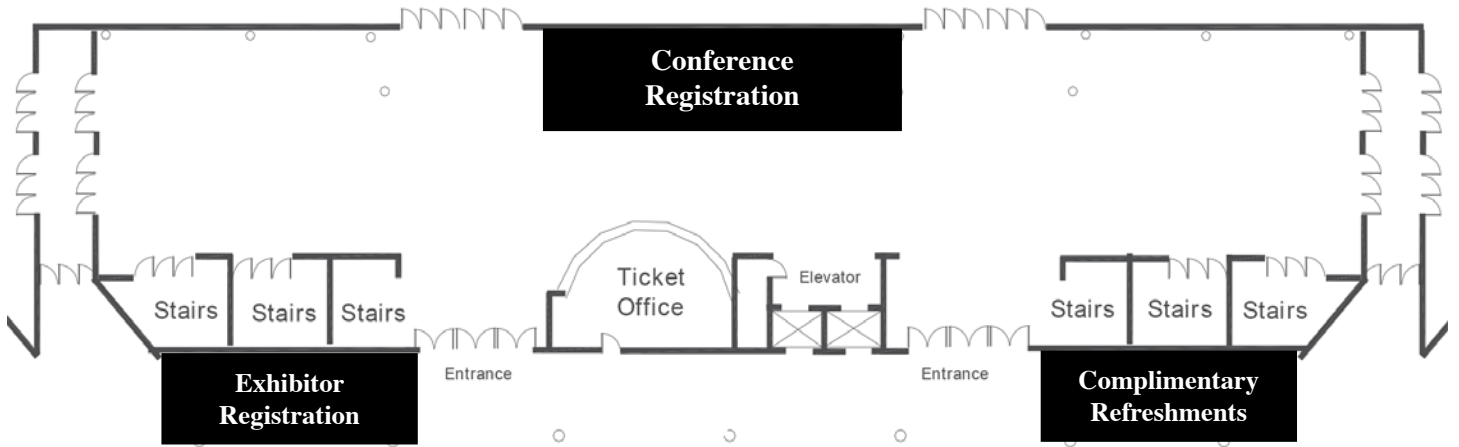 Conference
Registration
Ticket
Office
Elevator
Stairs
Stairs
Stairs
Stairs
Stairs
Stairs
Entrance
Entrance
Exhibitor
Registration
Complimentary
Refreshments